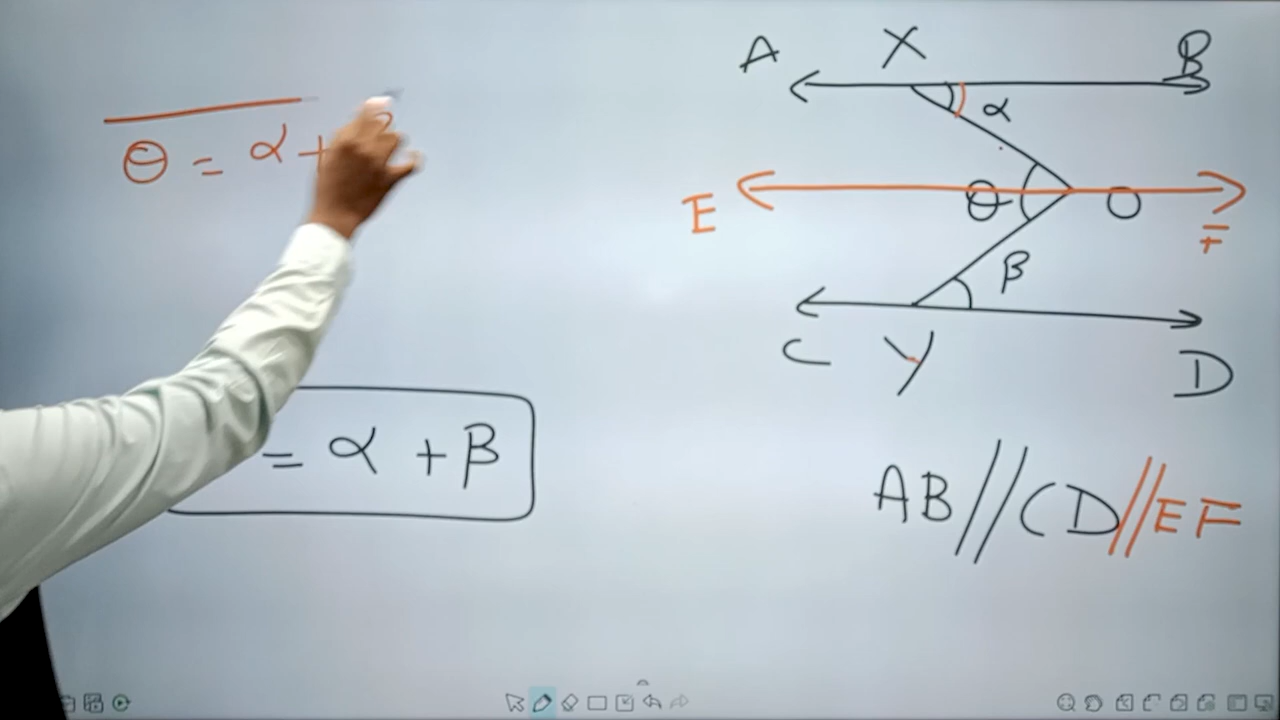 A X B
α
θ = α +
E θ O F
β
C Y D
= α + β
AB // CD // EF